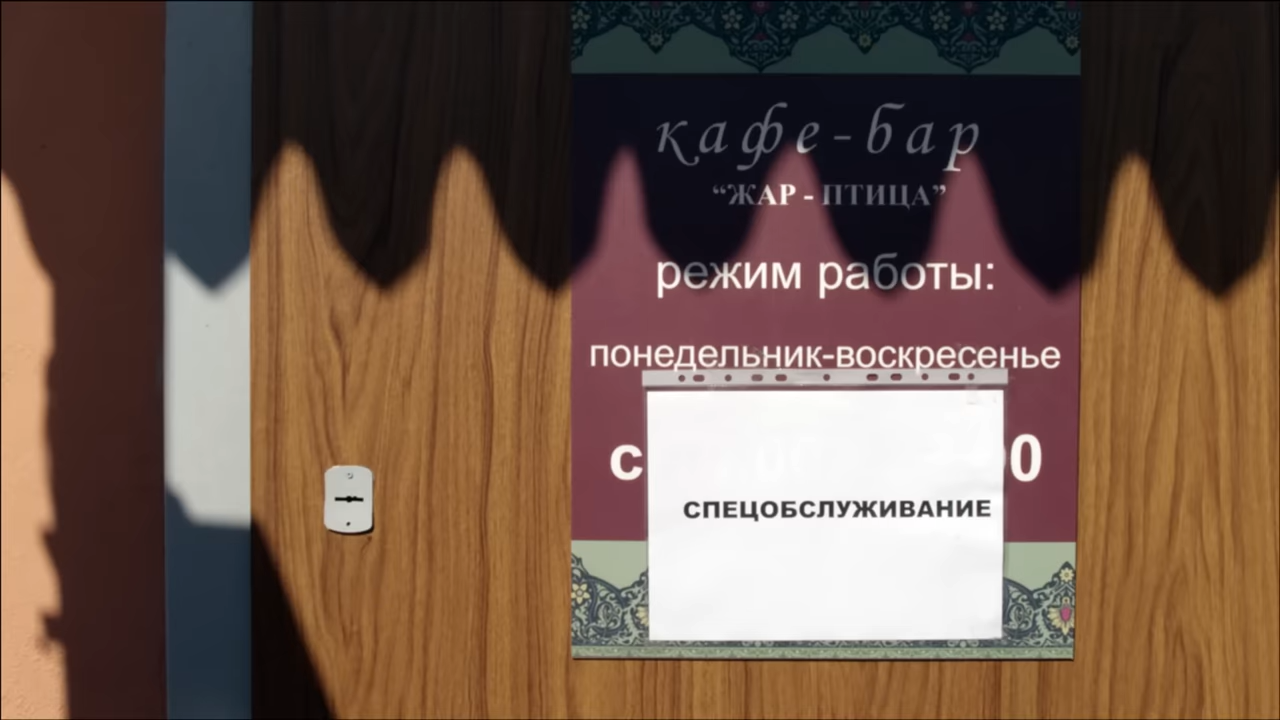 кафе-бар
“ЖАР - ПТИЦА”
режим работы:
понедельник-воскресенье
с
СПЕЦОБСЛУЖИВАНИЕ